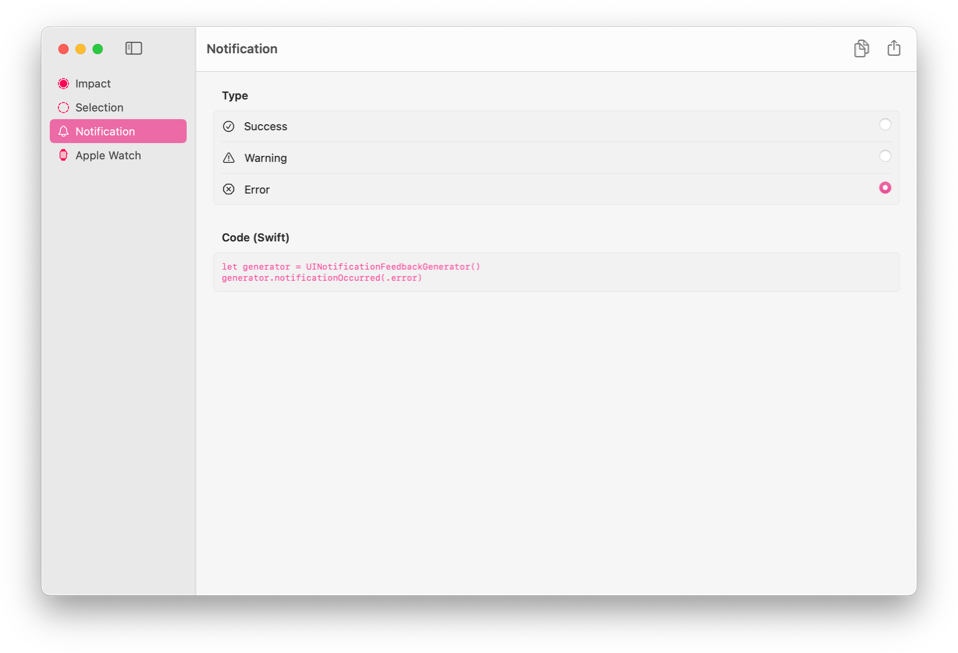 Notification
Impact
Selection
Notification
Apple Watch
Type
Success
Warning
Error
Code (Swift)
let generator = UINotificationFeedbackGenerator()
generator.notificationOccurred(.error)